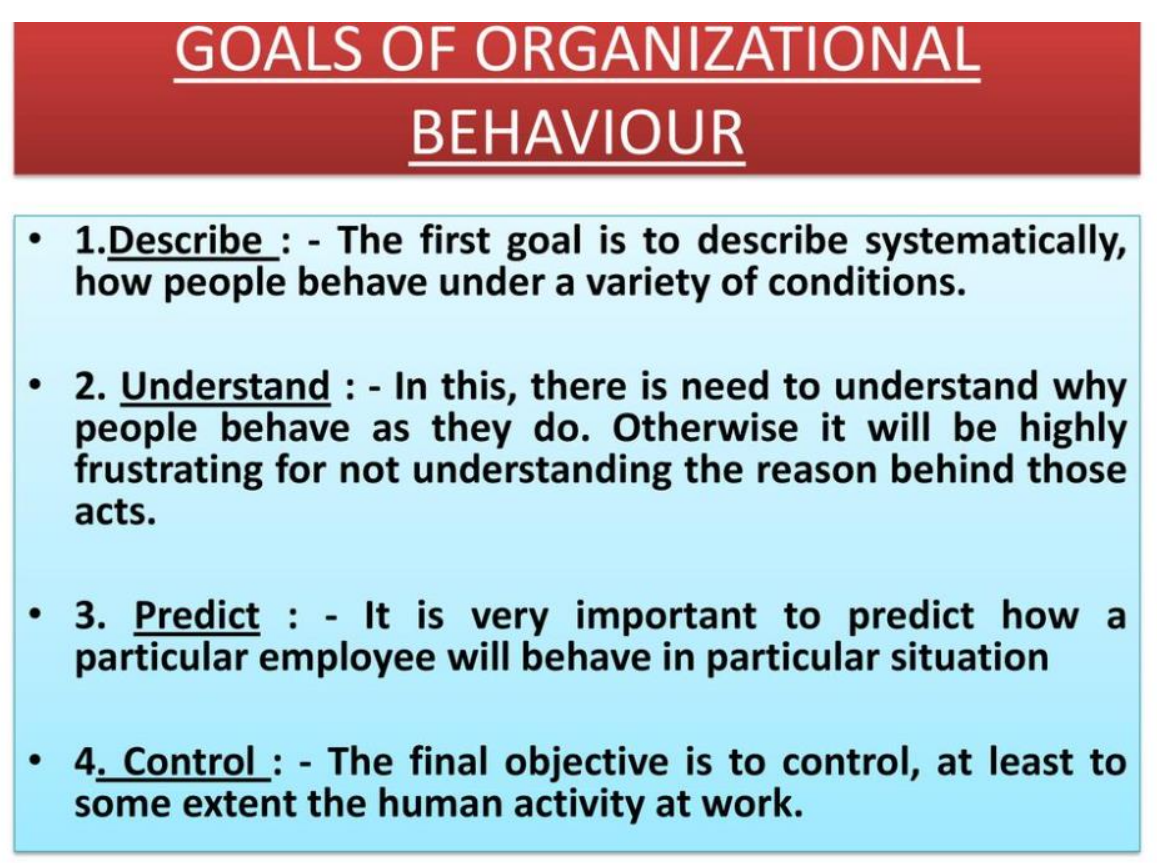 GOALS OF ORGANIZATIONAL
BEHAVIOUR
• 1.Describe : - The first goal is to describe systematically,
how people behave under a variety of conditions.
• 2. Understand : - In this, there is need to understand why
people behave as they do. Otherwise it will be highly
frustrating for not understanding the reason behind those
acts.
• 3. Predict : - It is very important to predict how a
particular employee will behave in particular situation
• 4. Control : - The final objective is to control, at least to
some extent the human activity at work.